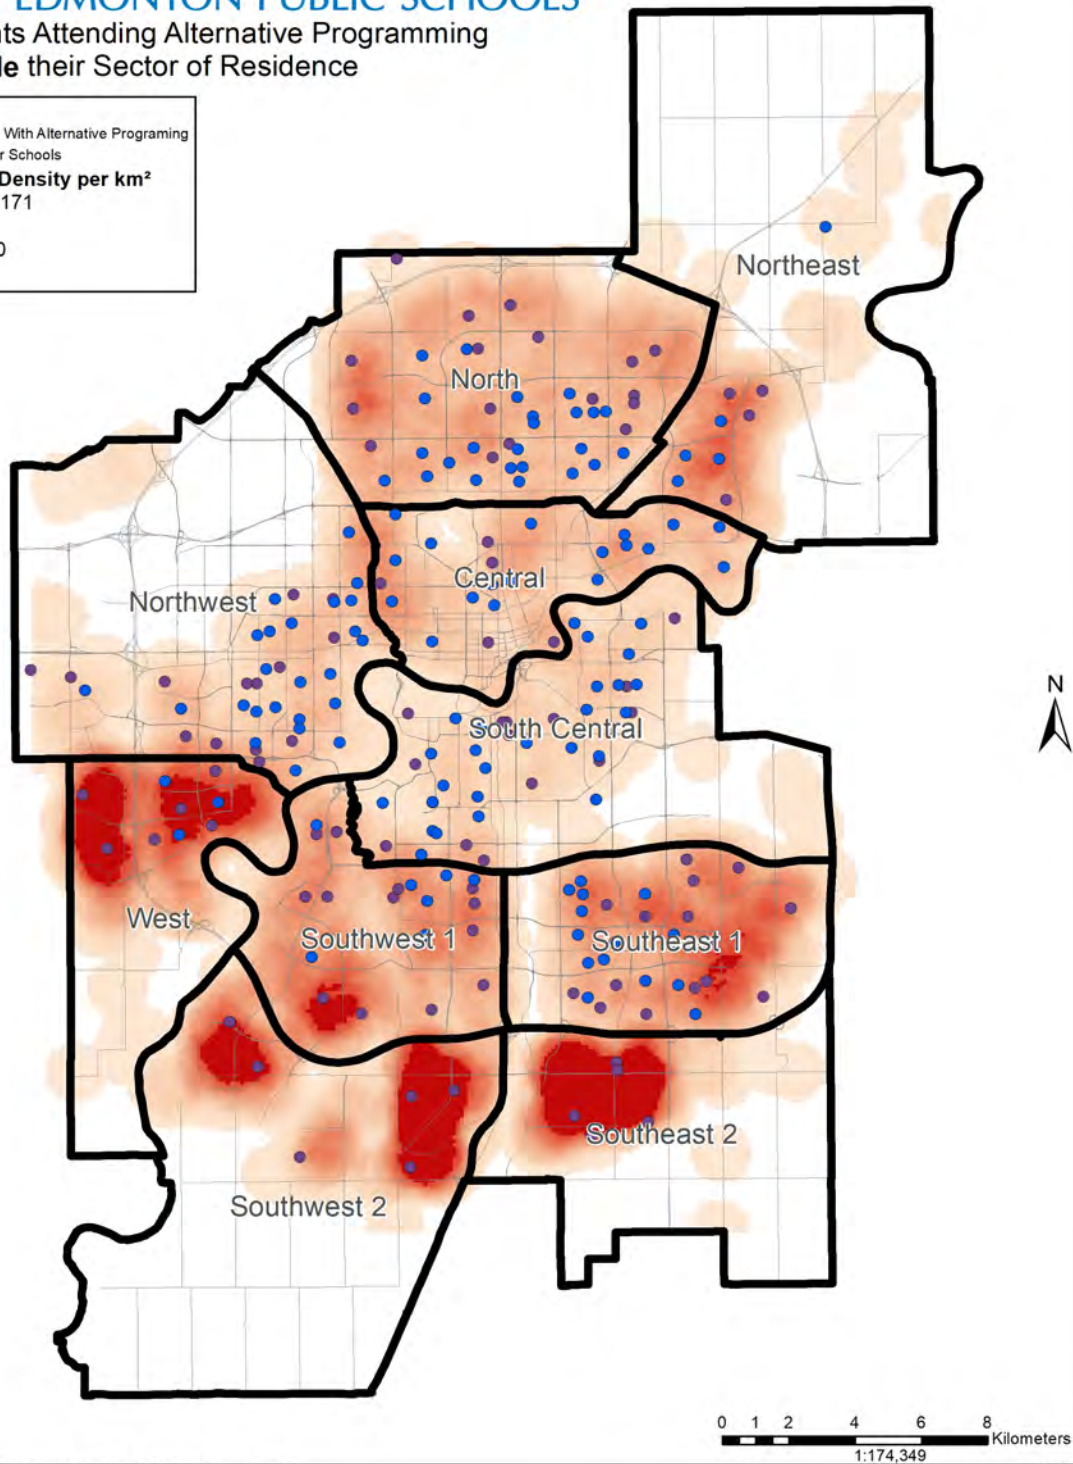 EDMONTON PUBLIC SCHOOLS
ts Attending Alternative Programming
e their Sector of Residence
With Alternative Programing
r Schools
Density per km²
171
0
Northeast
North
Central
Northwest
South Central
West
Southwest 1
Southeast 1
Southeast 2
Southwest 2
N
0 1 2 4 6 8
Kilometers
1:174,349